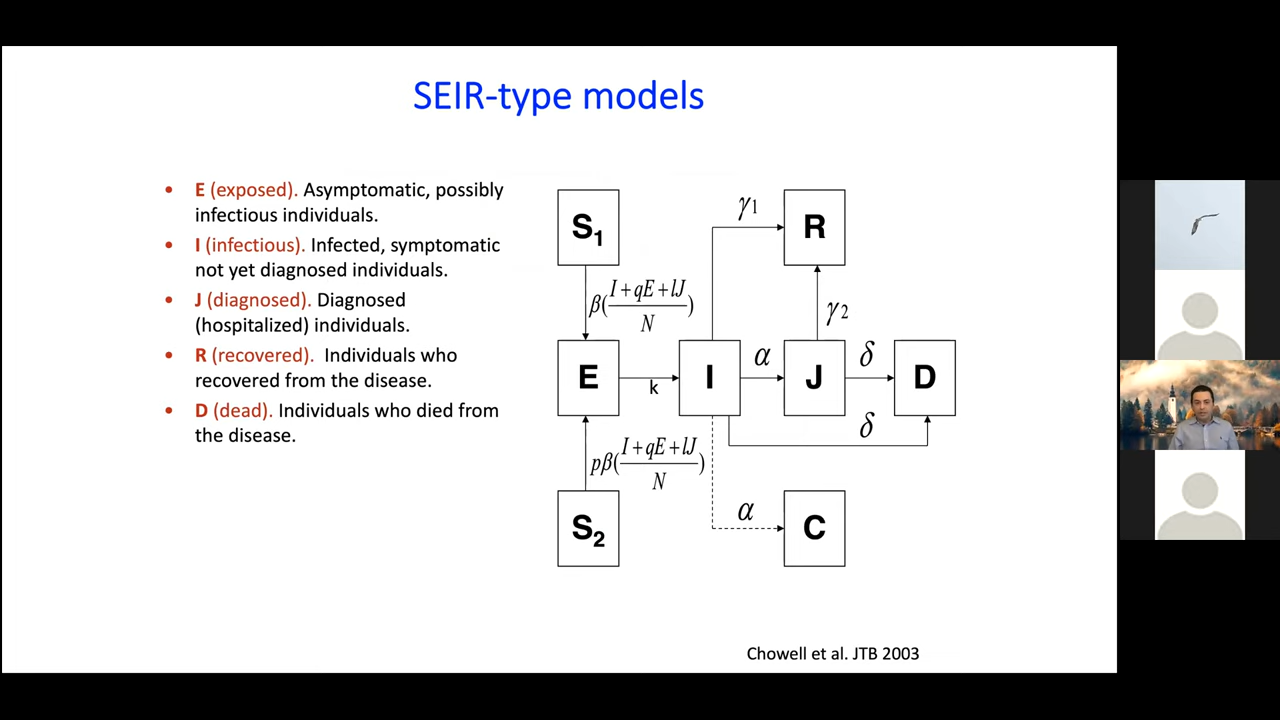 SEIR-type models
• E (exposed). Asymptomatic, possibly
infectious individuals.
• I (infectious). Infected, symptomatic
not yet diagnosed individuals.
• J (diagnosed). Diagnosed
(hospitalized) individuals.
• R (recovered). Individuals who
recovered from the disease.
• D (dead). Individuals who died from
the disease.
S₁
γ₁
R
β(I+qE+lJ/N)
γ₂
E
k
I
α
J
δ
D
δ
pβ(I+qE+lJ/N)
S₂
α
C
Chowell et al. JTB 2003